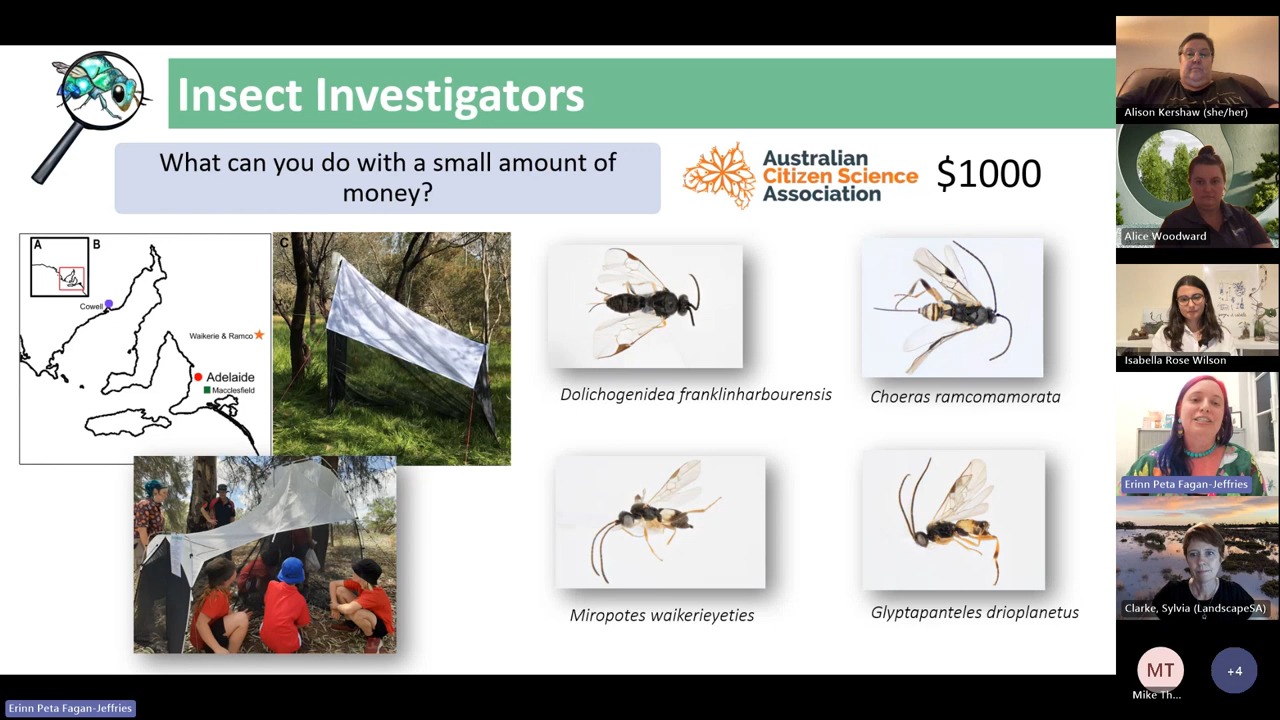 Insect Investigators
What can you do with a small amount of
money?
Australian
Citizen Science
Association
$1000
A
B
C
Cowell
Waikerie & Ramco
Adelaide
Macclesfield
Dolichogenidea franklinharbourensis
Choeras ramcomamorata
Miropotes waikerieyeties
Glyptapanteles drioplanetus
Alison Kershaw (she/her)
Alice Woodward
Isabella Rose Wilson
Erinn Peta Fagan-Jeffries
Clarke, Sylvia (LandscapeSA)
MT
Mike Th...
+4
Erinn Peta Fagan-Jeffries